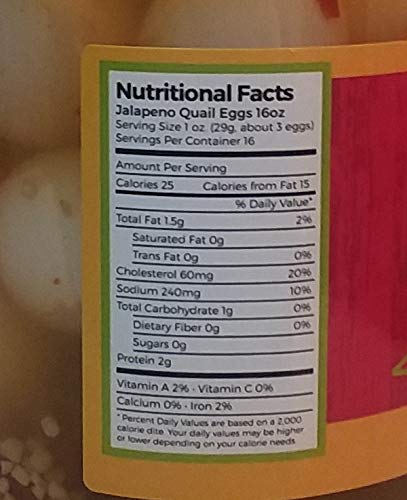 Nutritional Facts
Jalapeno Quail Eggs 16oz
Serving Size 1 oz. (29g, about 3 eggs)
Servings Per Container 16
Amount Per Serving
Calories 25 Calories from Fat 15
% Daily Value*
Total Fat 1.5g 2%
Saturated Fat 0g
Trans Fat 0g 0%
Cholesterol 60mg 20%
Sodium 240mg 10%
Total Carbohydrate 1g 0%
Dietary Fiber 0g 0%
Sugars 0g
Protein 2g
Vitamin A 2% · Vitamin C 0%
Calcium 0% · Iron 2%
* Percent Daily Values are based on a 2,000
calorie dite. Your daily values may be higher
or lower depending on your calorie needs.